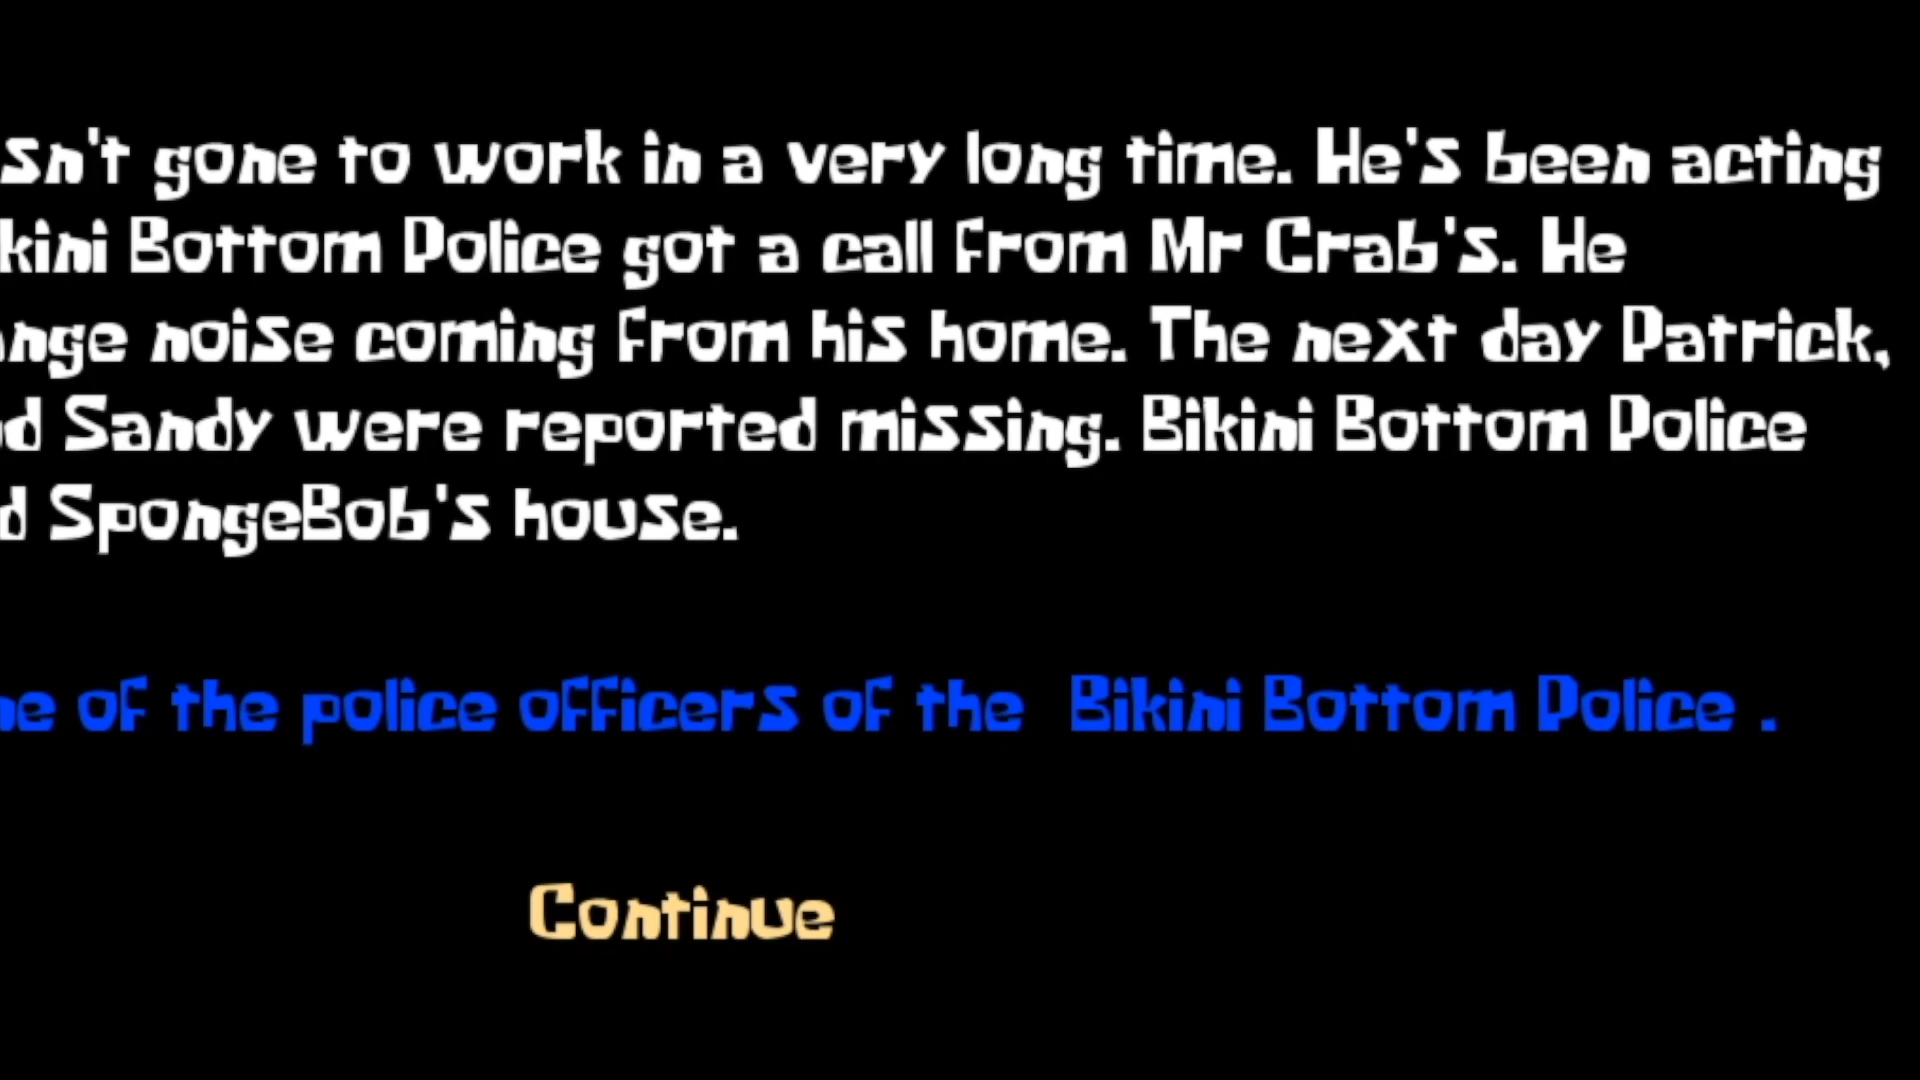 sn't gone to work in a very long time. He's been acting
kini Bottom Police got a call from Mr Crab's. He
nge noise coming from his home. The next day Patrick,
d Sandy were reported missing. Bikini Bottom Police
d SpongeBob's house.
ne of the police officers of the Bikini Bottom Police .
Continue